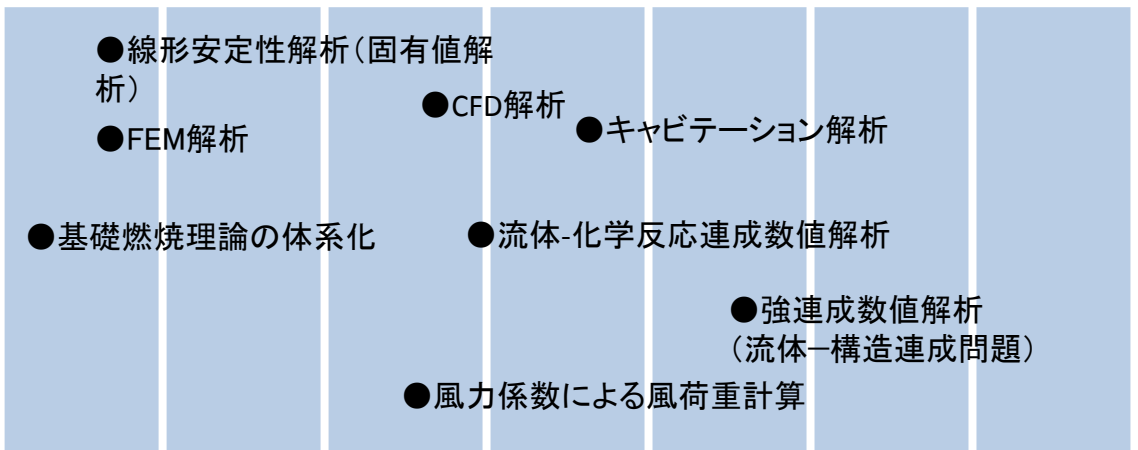 ●線形安定性解析(固有値解
析)
●CFD解析
●キャビテーション解析
●FEM解析
●基礎燃焼理論の体系化
●流体-化学反応連成数値解析
●強連成数値解析
(流体−構造連成問題)
●風力係数による風荷重計算